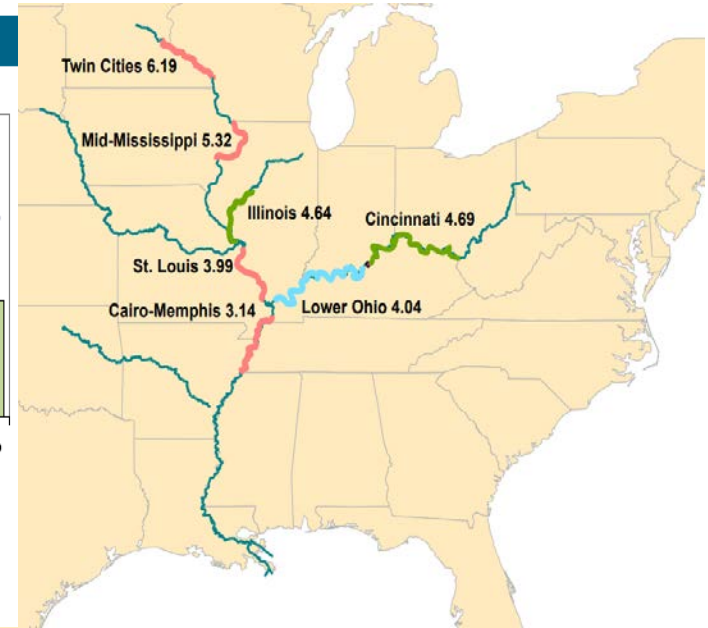 Twin Cities 6.19
Mid-Mississippi 5.32
Illinois 4.64
Cincinnati 4.69
St. Louis 3.99
Cairo-Memphis 3.14
Lower Ohio 4.04